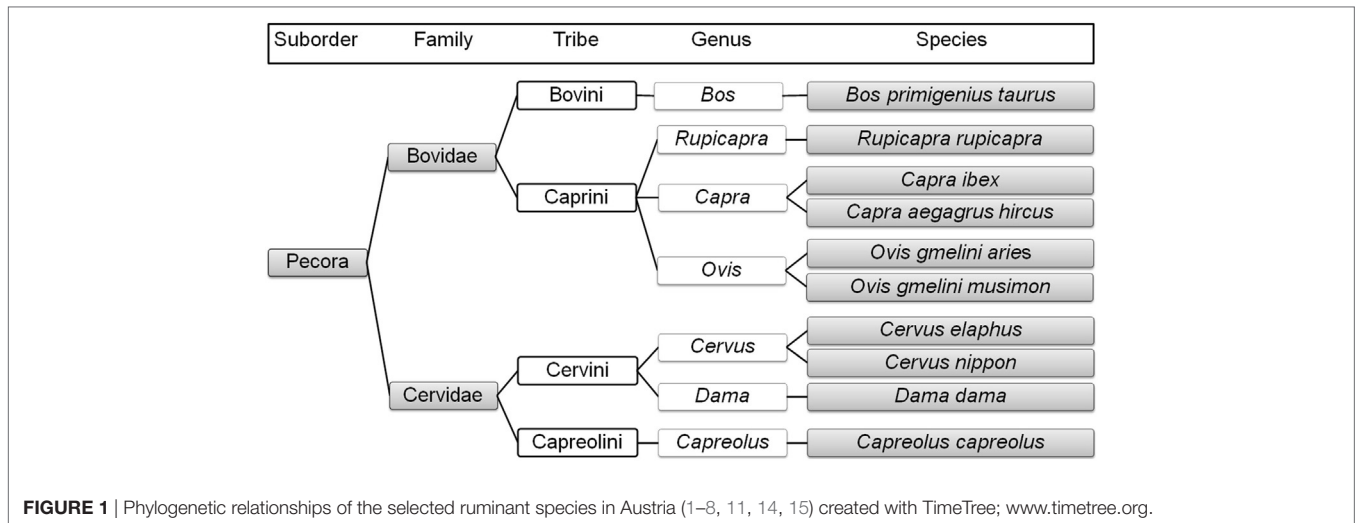 Suborder Family Tribe Genus Species
Bovini Bos Bos primigenius taurus
Rupicapra Rupicapra rupicapra
Bovidae
Capra ibex
Caprini Capra
Capra aegagrus hircus
Ovis gmelini aries
Pecora Ovis
Ovis gmelini musimon
Cervus elaphus
Cervus
Cervini Cervus nippon
Cervidae Dama Dama dama
Capreolini Capreolus Capreolus capreolus
FIGURE 1 | Phylogenetic relationships of the selected ruminant species in Austria (1–8, 11, 14, 15) created with TimeTree; www.timetree.org.